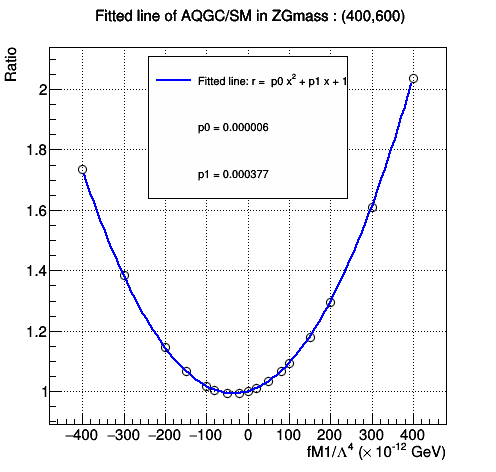 Fitted line of AQGC/SM in ZGmass : (400,600)
Ratio
Fitted line: r = p0 x² + p1 x + 1
p0 = 0.000006
p1 = 0.000377
2
1.8
1.6
1.4
1.2
1
−400 −300 −200 −100 0 100 200 300 400
fM1/Λ⁴ (× 10⁻¹² GeV)